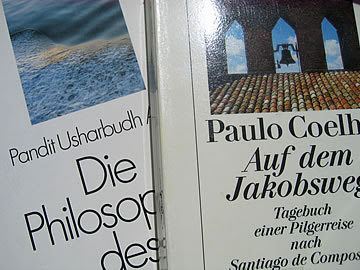 Pandit Usharbudh A
Die
Philosop
des
Paulo Coelh
Auf dem
Jakobsweg
Tagebuch
einer Pilgerreise
nach
Santiago de Compos